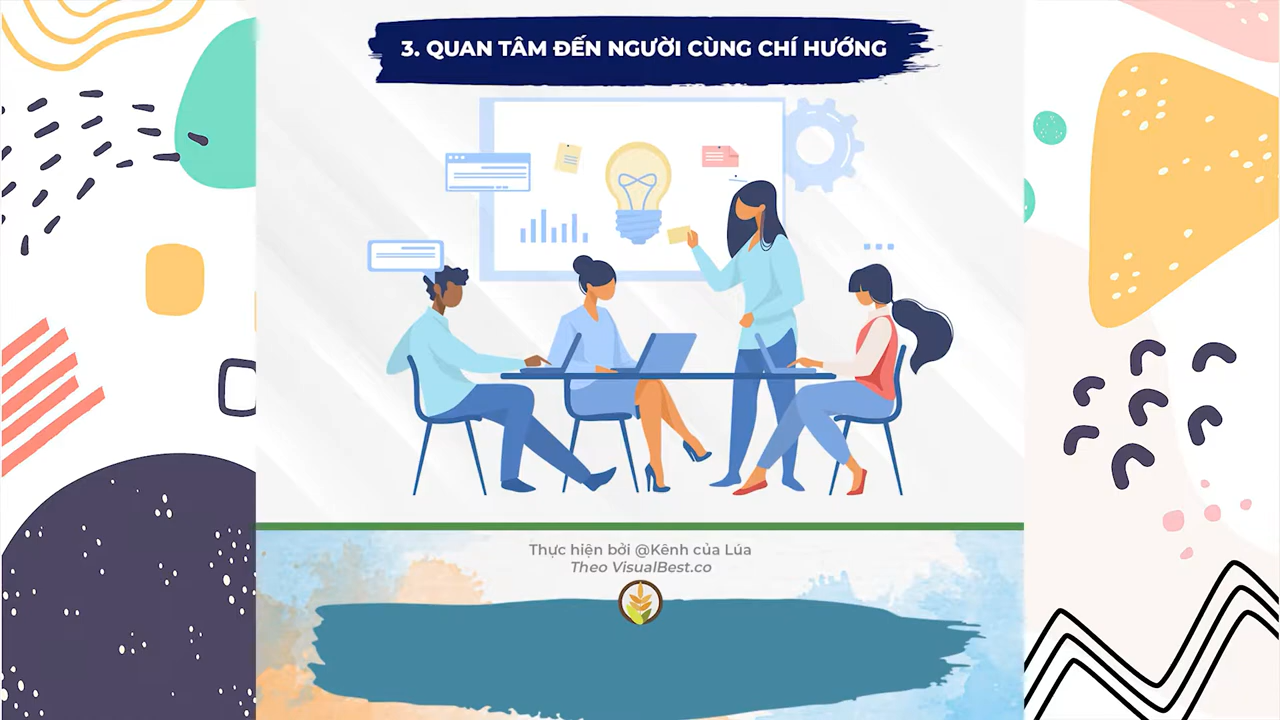 3. QUAN TÂM ĐẾN NGƯỜI CÙNG CHÍ HƯỚNG
Thực hiện bởi @Kênh của Lúa
Theo VisualBest.co